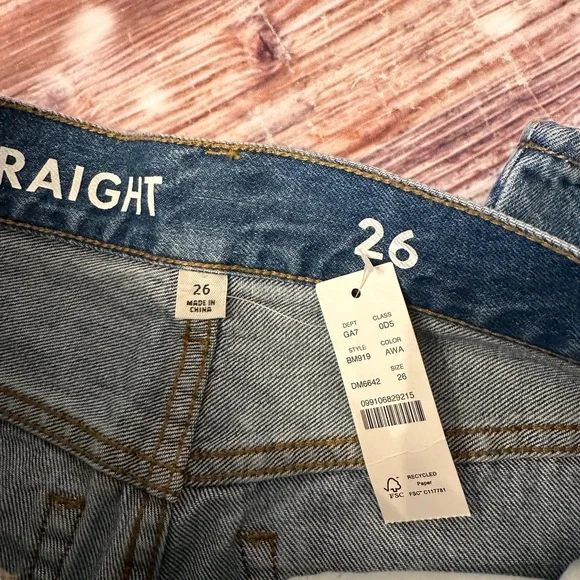 RAIGHT
26
26
MADE IN
CHINA
DEPT CLASS
GA7 0D5
STYLE COLOR
BM919 AWA
SIZE
DM6642 26
099106829215
FSC
RECYCLED
Paper
FSC® C117781